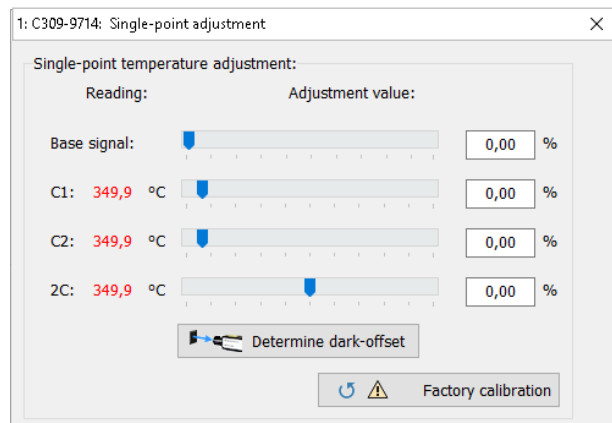 1: C309-9714: Single-point adjustment
Single-point temperature adjustment:
Reading: Adjustment value:
Base signal: 0,00 %
C1: 349,9 °C 0,00 %
C2: 349,9 °C 0,00 %
2C: 349,9 °C 0,00 %
Determine dark-offset
Factory calibration